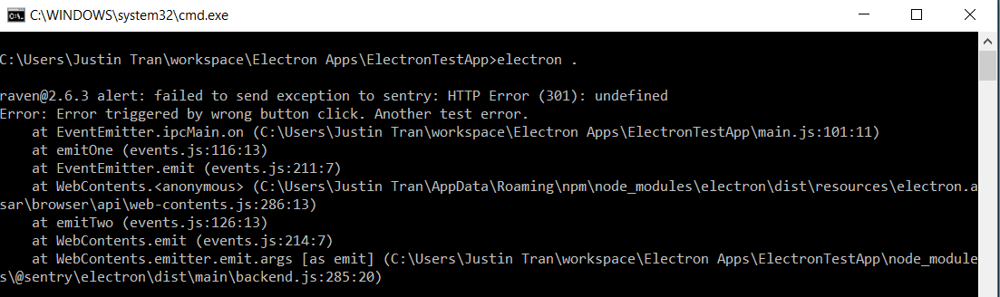 C:\WINDOWS\system32\cmd.exe
C:\Users\Justin Tran\workspace\Electron Apps\ElectronTestApp>electron .
raven@2.6.3 alert: failed to send exception to sentry: HTTP Error (301): undefined
Error: Error triggered by wrong button click. Another test error.
    at EventEmitter.ipcMain.on (C:\Users\Justin Tran\workspace\Electron Apps\ElectronTestApp\main.js:101:11)
    at emitOne (events.js:116:13)
    at EventEmitter.emit (events.js:211:7)
    at WebContents.<anonymous> (C:\Users\Justin Tran\AppData\Roaming\npm\node_modules\electron\dist\resources\electron.a
sar\browser\api\web-contents.js:286:13)
    at emitTwo (events.js:126:13)
    at WebContents.emit (events.js:214:7)
    at WebContents.emitter.emit.args [as emit] (C:\Users\Justin Tran\workspace\Electron Apps\ElectronTestApp\node_module
s\@sentry\electron\dist\main\backend.js:285:20)